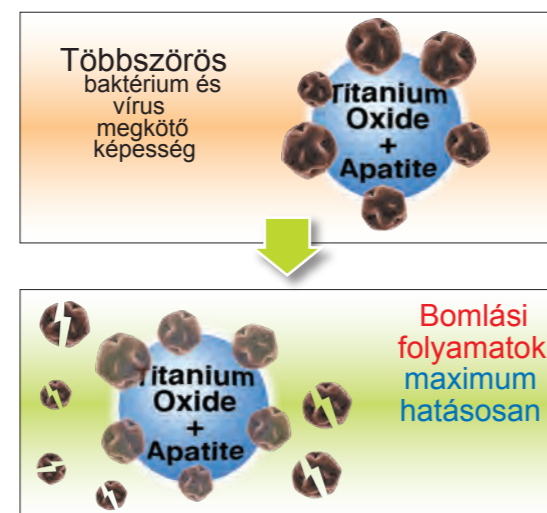 Többszörös
baktérium és
vírus
megkötő
képesség
Titanium
Oxide
+
Apatite
Bomlási
folyamatok
maximum
hatásosan
Titanium
Oxide
+
Apatite